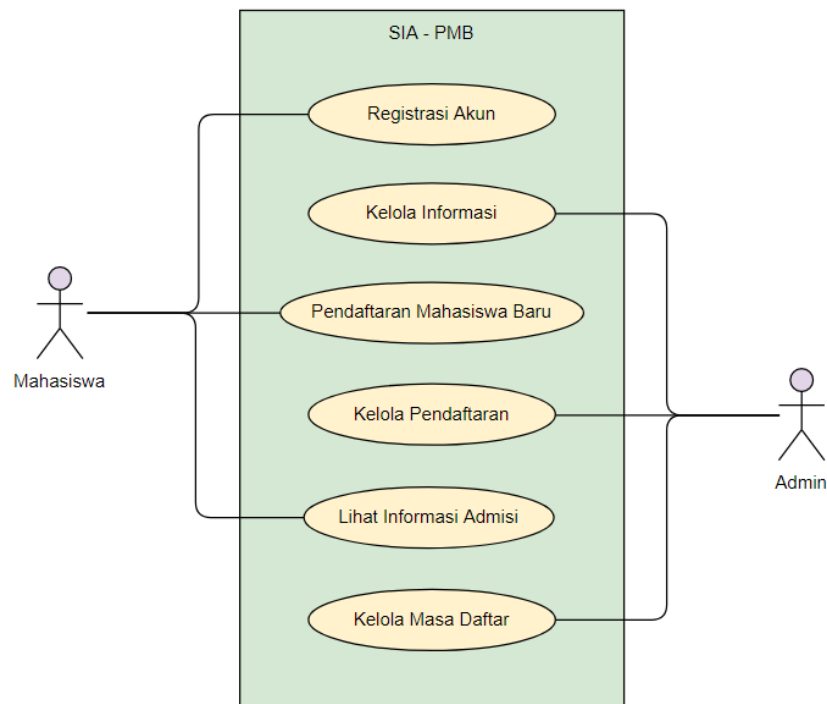 SIA - PMB
Registrasi Akun
Kelola Informasi
Pendaftaran Mahasiswa Baru
Mahasiswa
Kelola Pendaftaran
Admin
Lihat Informasi Admisi
Kelola Masa Daftar